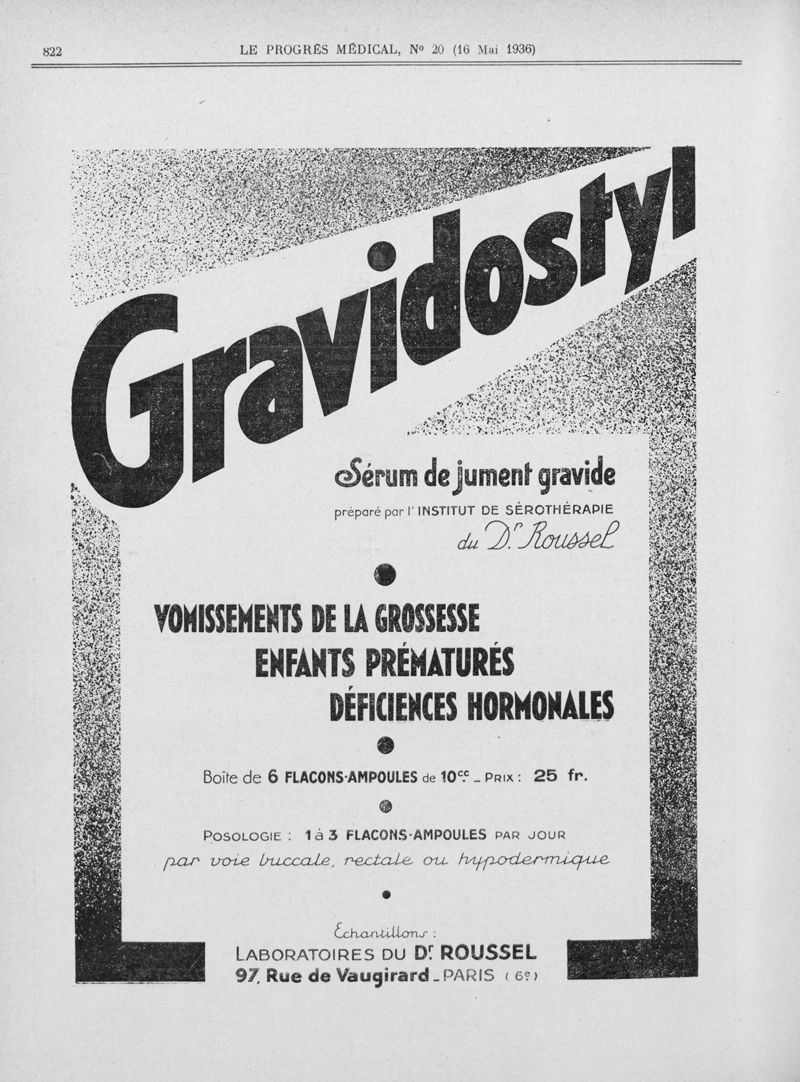 822
LE PROGRÈS MÉDICAL, Nº 20 (16 Mai 1936)
Gravidostyl
Sérum de jument gravide
préparé par l'INSTITUT DE SÉROTHÉRAPIE
du Dr Roussel
VOMISSEMENTS DE LA GROSSESSE
ENFANTS PRÉMATURÉS
DÉFICIENCES HORMONALES
Boîte de 6 FLACONS-AMPOULES de 10cc. - PRIX : 25 fr.
POSOLOGIE : 1 à 3 FLACONS-AMPOULES PAR JOUR
par voie buccale, rectale ou hypodermique
Échantillons :
LABORATOIRES DU Dr ROUSSEL
97, Rue de Vaugirard - PARIS (6e)